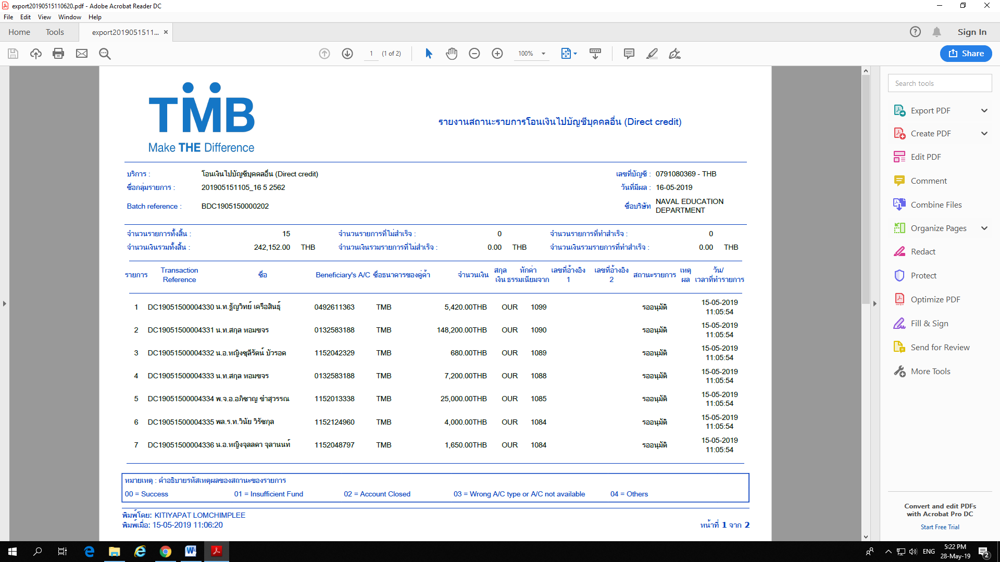 export20190515110620.pdf - Adobe Acrobat Reader DC
File Edit View Window Help
Home Tools export2019051511... × Sign In
1 (1 of 2) 100% Share
TMB
Make THE Difference
รายงานสถานะรายการโอนเงินไปบัญชีบุคคลอื่น (Direct credit)
บริการ : โอนเงินไปบัญชีบุคคลอื่น (Direct credit) เลขที่บัญชี : 0791080369 - THB
ชื่อกลุ่มรายการ : 201905151105_16 5 2562 วันที่มีผล : 16-05-2019
Batch reference : BDC1905150000202 ชื่อบริษัท NAVAL EDUCATION DEPARTMENT
จำนวนรายการทั้งสิ้น : 15 จำนวนรายการที่ไม่สำเร็จ : 0 จำนวนรายการที่ทำสำเร็จ : 0
จำนวนเงินรวมทั้งสิ้น : 242,152.00 THB จำนวนเงินรวมรายการที่ไม่สำเร็จ : 0.00 THB จำนวนเงินรวมรายการที่ทำสำเร็จ : 0.00 THB
รายการ Transaction Reference ชื่อ Beneficiary's A/C ชื่อธนาคารของคู่ค้า จำนวนเงิน สกุลเงิน หักค่าธรรมเนียมจาก เลขที่อ้างอิง 1 เลขที่อ้างอิง 2 สถานะรายการ เหตุผล วัน/เวลาที่ทำรายการ
1 DC19051500004330 น.ท.ฐัญวิทย์ เครือสินธุ์ 0492611363 TMB 5,420.00THB OUR 1099 รออนุมัติ 15-05-2019 11:05:54
2 DC19051500004331 น.ท.สกุล หอมขจร 0132583188 TMB 148,200.00THB OUR 1090 รออนุมัติ 15-05-2019 11:05:54
3 DC19051500004332 น.อ.หญิงชุลีรัตน์ บัวรอด 1152042329 TMB 680.00THB OUR 1089 รออนุมัติ 15-05-2019 11:05:54
4 DC19051500004333 น.ท.สกุล หอมขจร 0132583188 TMB 7,200.00THB OUR 1088 รออนุมัติ 15-05-2019 11:05:54
5 DC19051500004334 พ.จ.อ.อภิชาญ ขำสุวรรณ 1152013338 TMB 25,000.00THB OUR 1085 รออนุมัติ 15-05-2019 11:05:54
6 DC19051500004335 พล.ร.ท.วินัย วิรัชกุล 1152124960 TMB 4,000.00THB OUR 1084 รออนุมัติ 15-05-2019 11:05:54
7 DC19051500004336 น.อ.หญิงจุลลดา จุลานนท์ 1152048797 TMB 1,650.00THB OUR 1084 รออนุมัติ 15-05-2019 11:05:54
หมายเหตุ : คำอธิบายรหัสเหตุผลของสถานะของรายการ
00 = Success 01 = Insufficient Fund 02 = Account Closed 03 = Wrong A/C type or A/C not available 04 = Others
พิมพ์โดย: KITIYAPAT LOMCHIMPLEE
พิมพ์เมื่อ: 15-05-2019 11:06:20 หน้าที่ 1 จาก 2
Search tools
Export PDF
Create PDF
Edit PDF
Comment
Combine Files
Organize Pages
Redact
Protect
Optimize PDF
Fill & Sign
Send for Review
More Tools
Convert and edit PDFs
with Acrobat Pro DC
Start Free Trial
ENG 5:22 PM
28-May-19 2